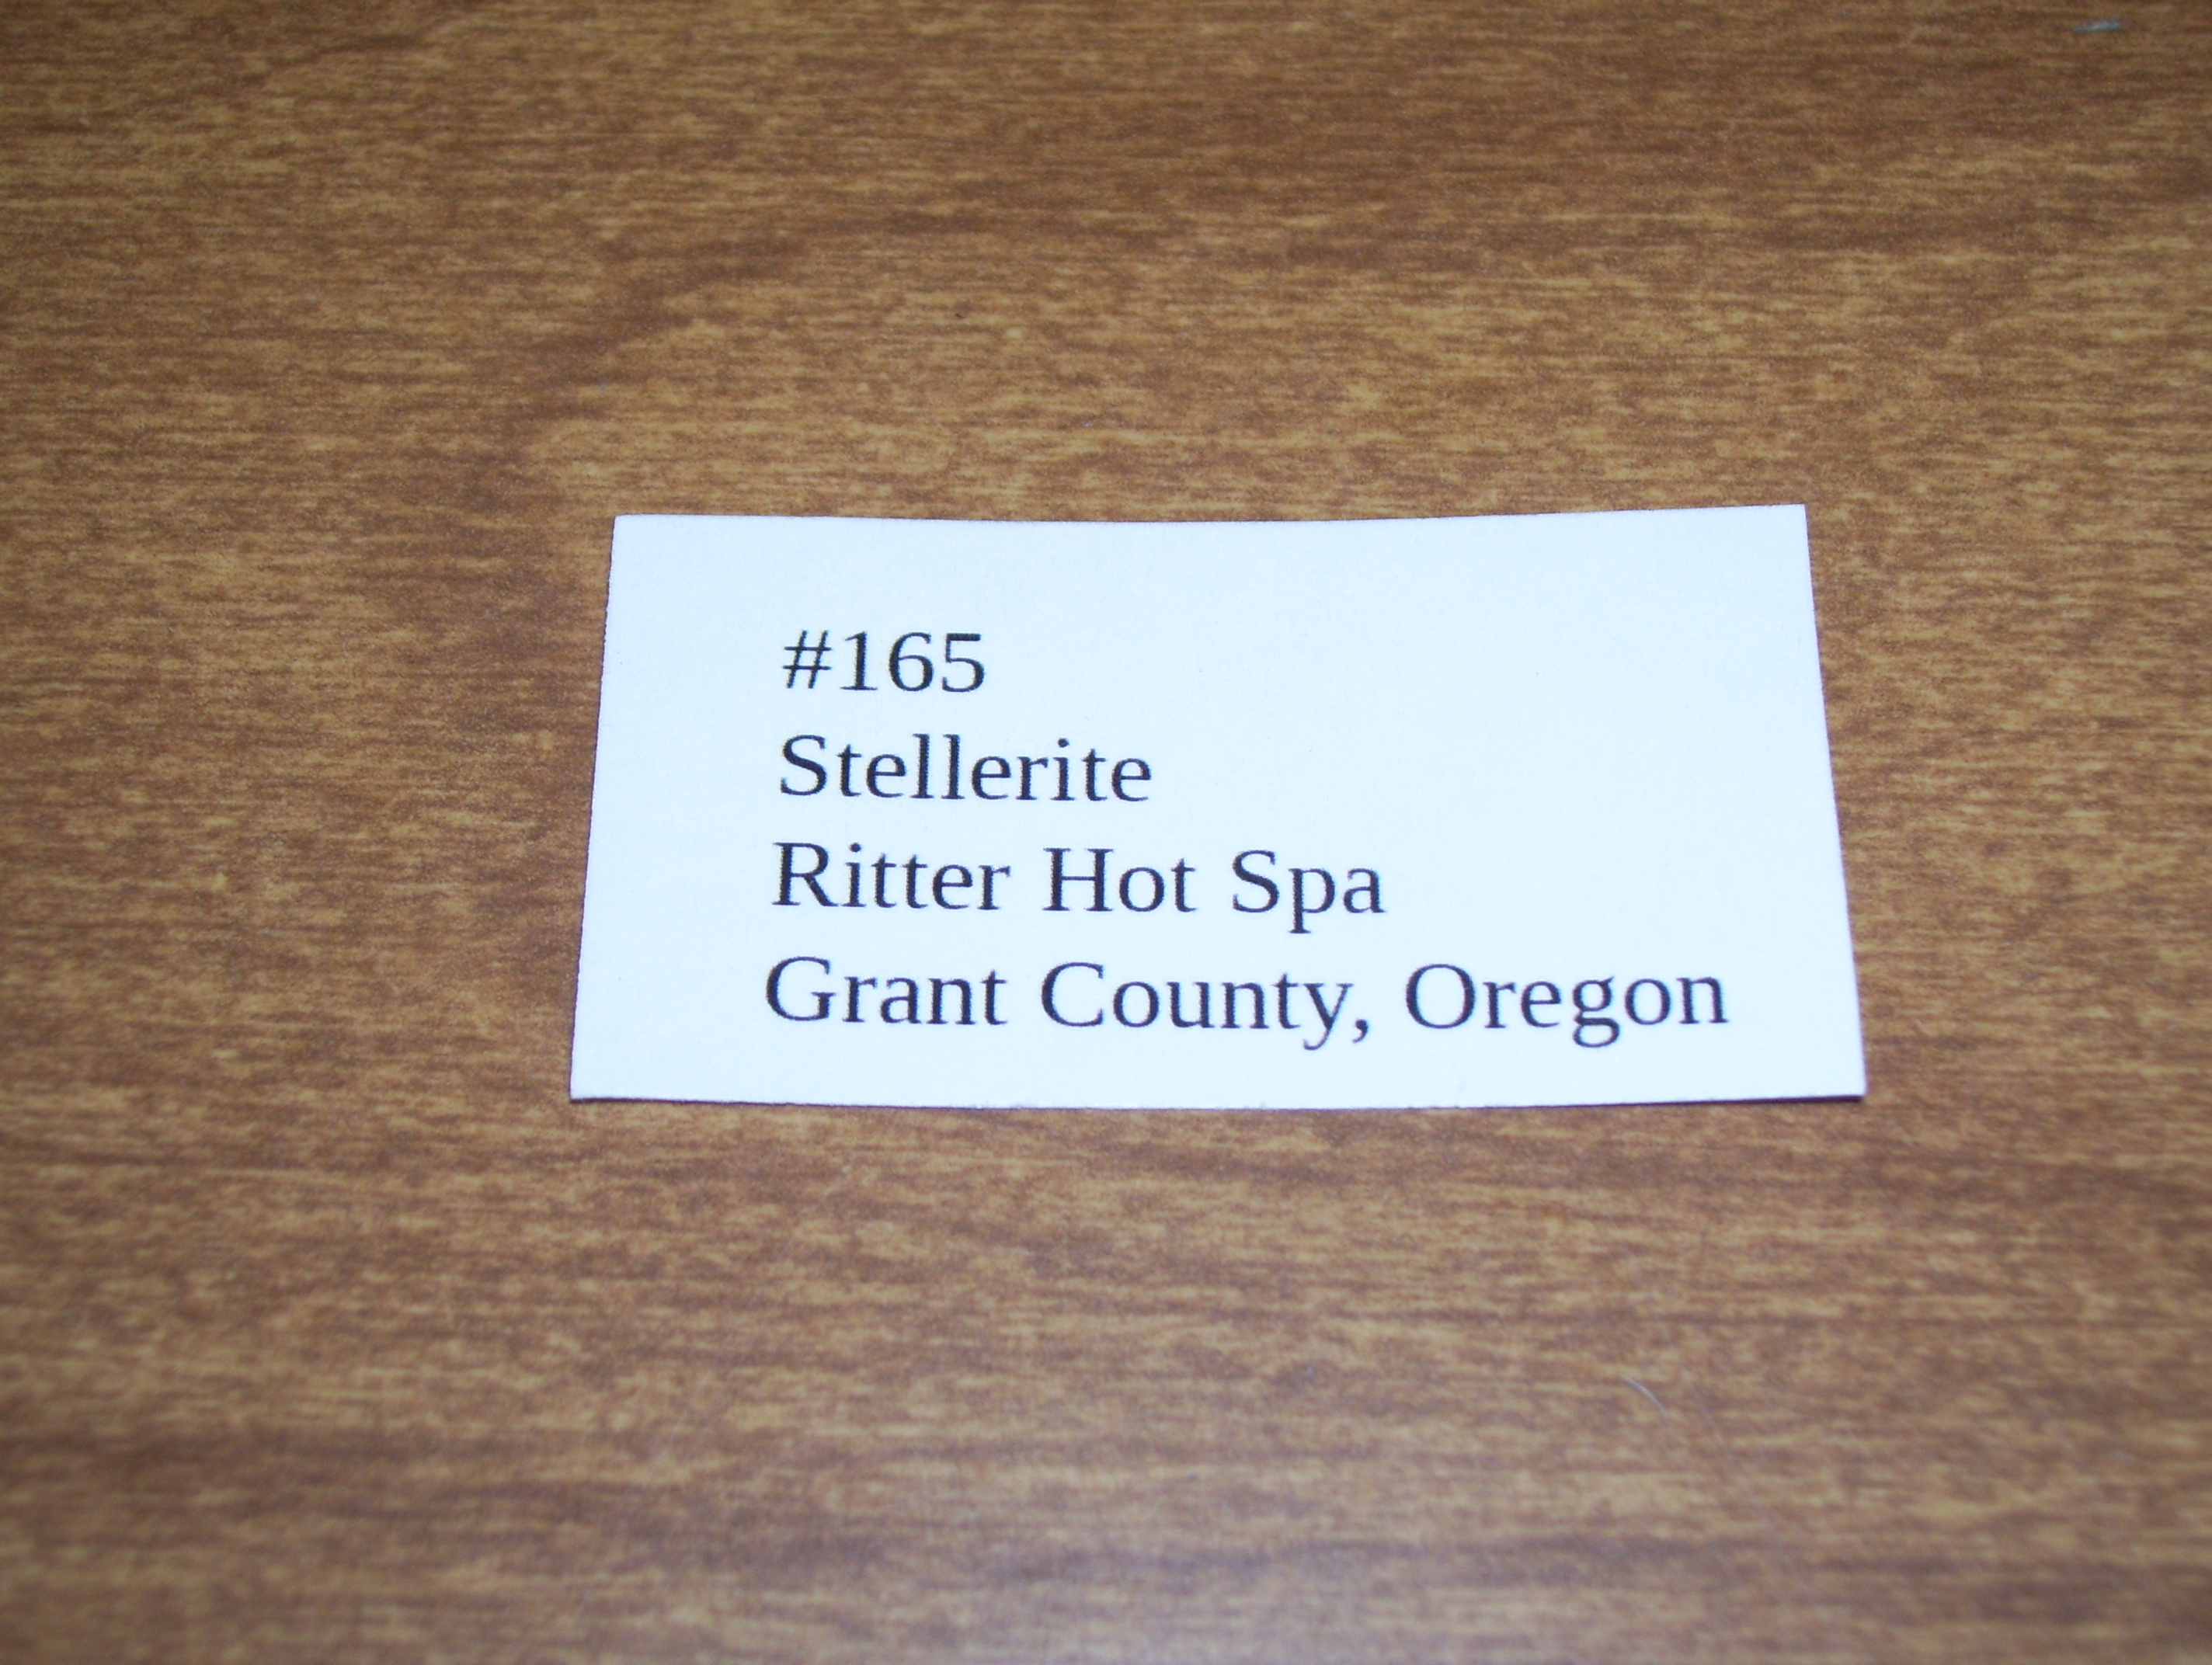 #165
Stellerite
Ritter Hot Spa
Grant County, Oregon